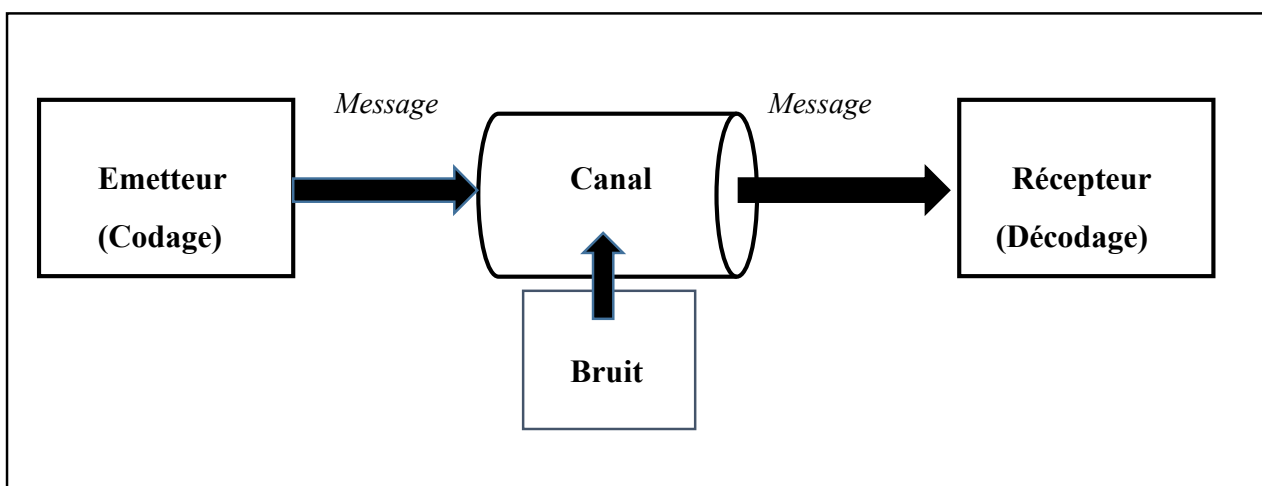 Message
Message
Emetteur
(Codage)
Canal
Récepteur
(Décodage)
Bruit